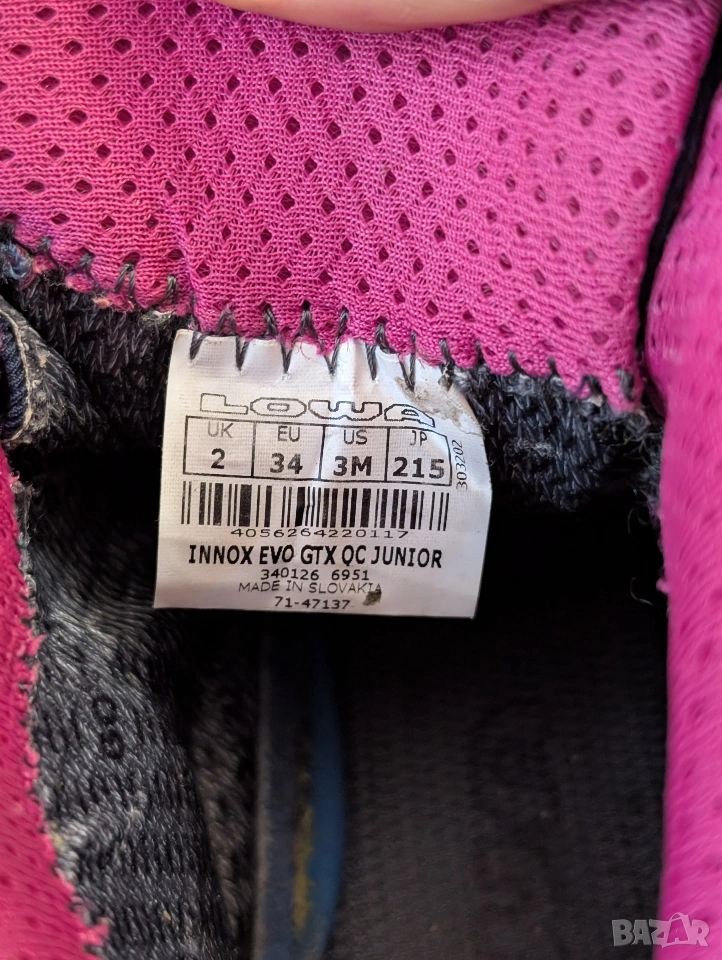 LOWA
UK EU US JP
2 34 3M 215
303202
4056264220117
INNOX EVO GTX QC JUNIOR
340126 6951
MADE IN SLOVAKIA
71-47137
BAZAR